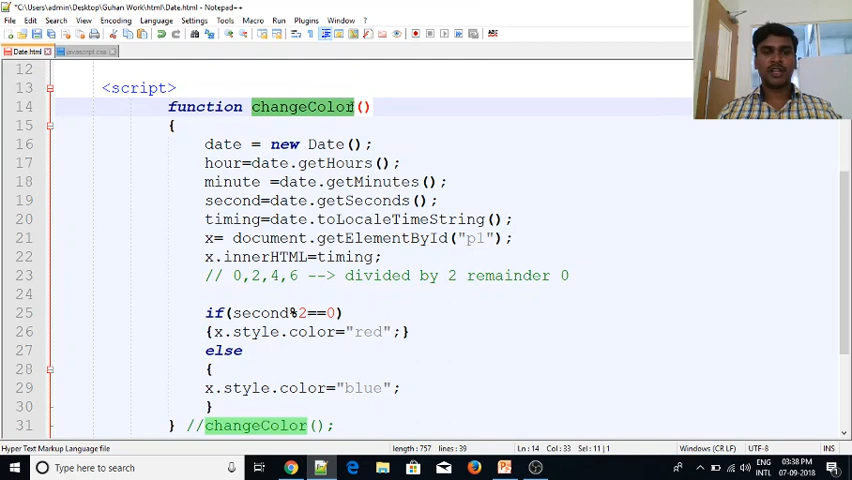 *C:\Users\admin\Desktop\Guhan Work\html\Date.html - Notepad++
File Edit Search View Encoding Language Settings Tools Macro Run Plugins Window ?
Date.html javascript.css
12
13 <script>
14 function changeColor()
15 {
16 date = new Date();
17 hour=date.getHours();
18 minute =date.getMinutes();
19 second=date.getSeconds();
20 timing=date.toLocaleTimeString();
21 x= document.getElementById("p1");
22 x.innerHTML=timing;
23 // 0,2,4,6 --> divided by 2 remainder 0
24
25 if(second%2==0)
26 {x.style.color="red";}
27 else
28 {
29 x.style.color="blue";
30 }
31 } //changeColor();
Hyper Text Markup Language file length : 757 lines : 39 Ln : 14 Col : 33 Sel : 11 | 1 Windows (CR LF) UTF-8 INS
Type here to search ENG INTL 03:38 PM 07-09-2018